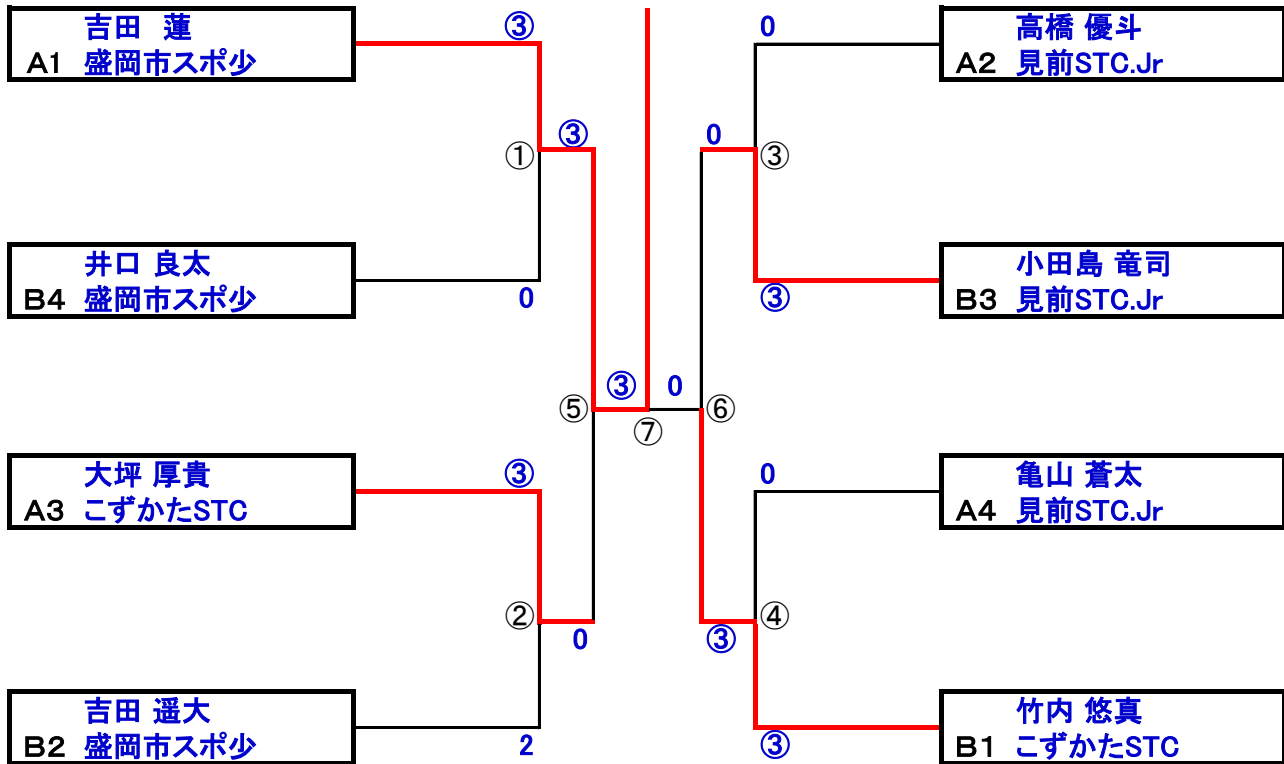 吉田 蓮
A1 盛岡市スポ少
③
0
高橋 優斗
A2 見前STC.Jr
①
③
0
③
井口 良太
B4 盛岡市スポ少
0
③
小田島 竜司
B3 見前STC.Jr
⑤
③
⑦
0
⑥
大坪 厚貴
A3 こずかたSTC
③
0
亀山 蒼太
A4 見前STC.Jr
②
0
③
④
吉田 遥大
B2 盛岡市スポ少
2
③
竹内 悠真
B1 こずかたSTC